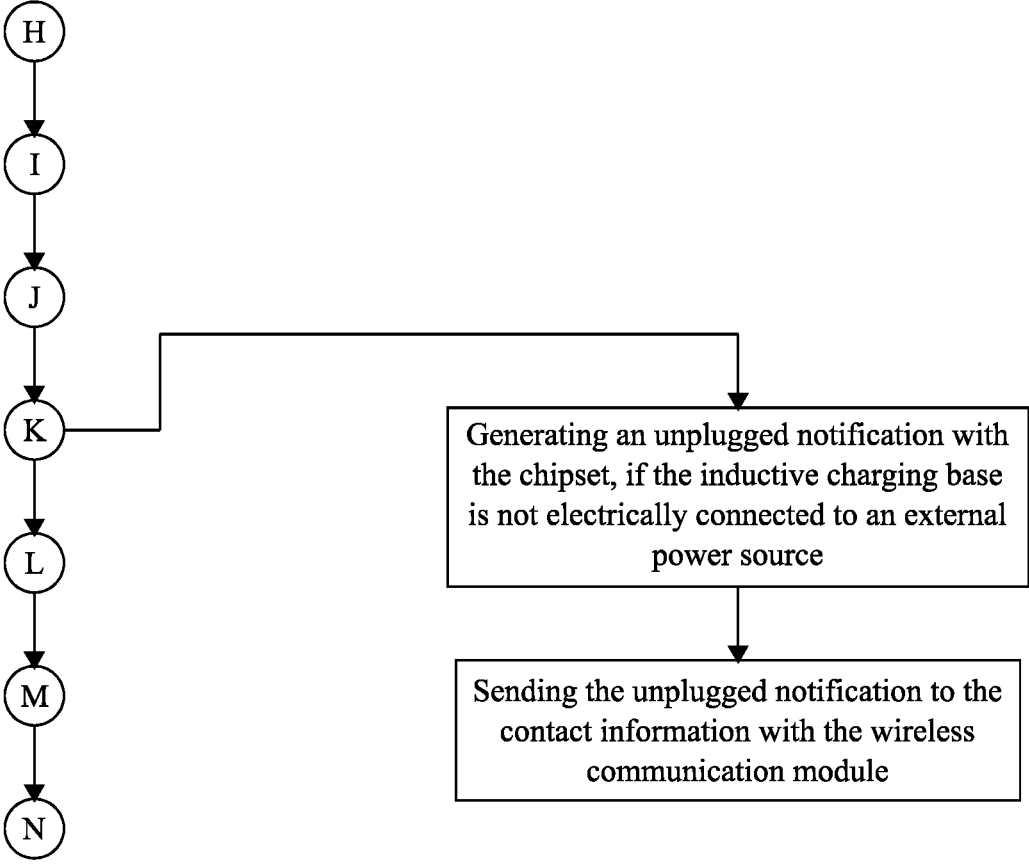 H
I
J
K
Generating an unplugged notification with
the chipset, if the inductive charging base
is not electrically connected to an external
power source
L
Sending the unplugged notification to the
contact information with the wireless
communication module
M
N